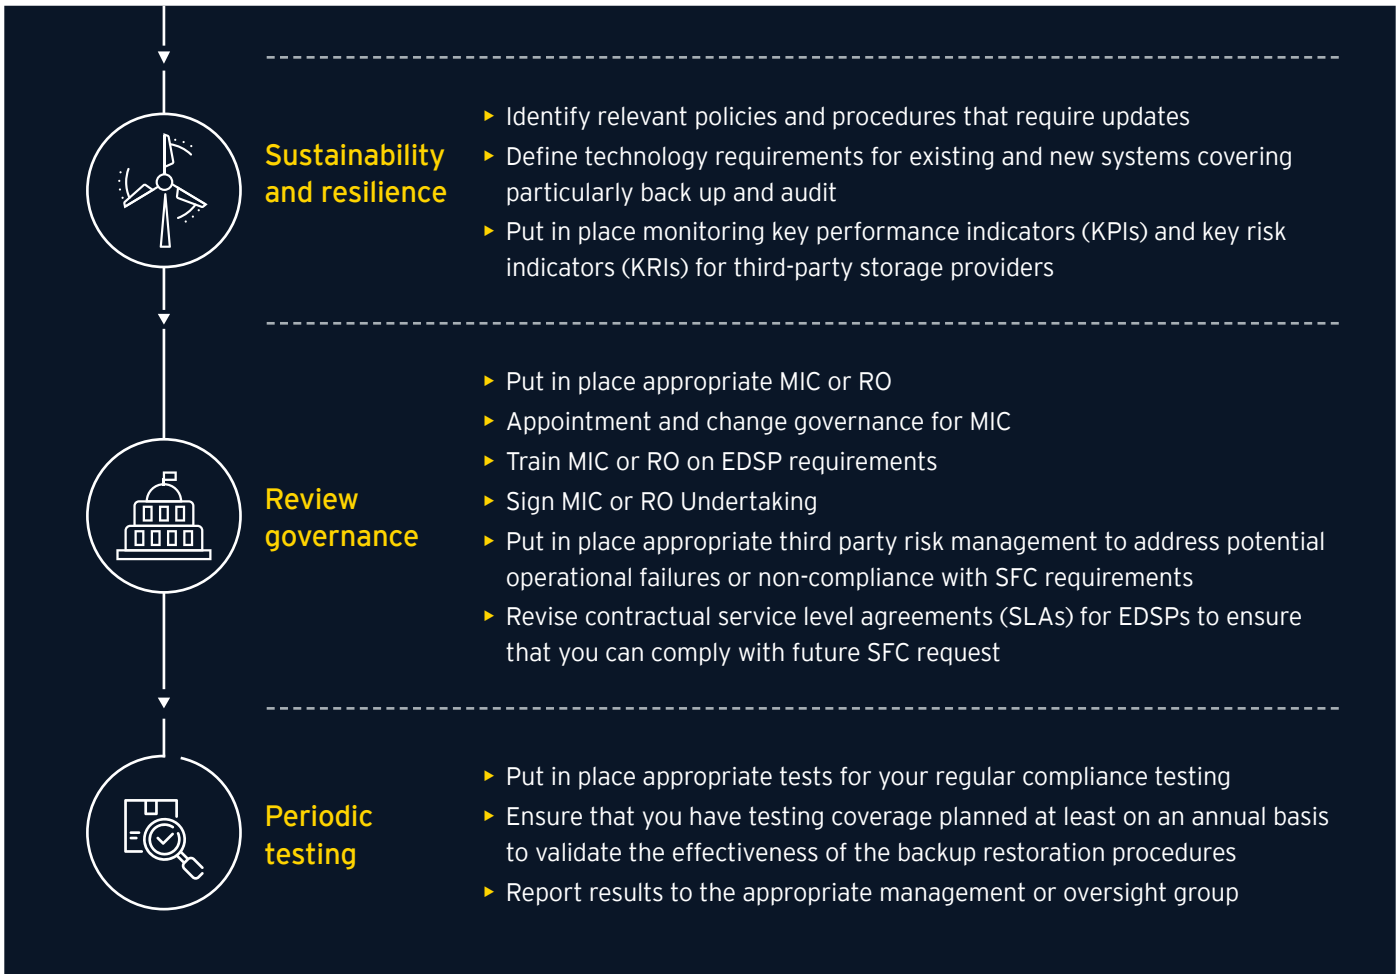 Sustainability
and resilience
▸ Identify relevant policies and procedures that require updates
▸ Define technology requirements for existing and new systems covering
particularly back up and audit
▸ Put in place monitoring key performance indicators (KPIs) and key risk
indicators (KRIs) for third-party storage providers
Review
governance
▸ Put in place appropriate MIC or RO
▸ Appointment and change governance for MIC
▸ Train MIC or RO on EDSP requirements
▸ Sign MIC or RO Undertaking
▸ Put in place appropriate third party risk management to address potential
operational failures or non-compliance with SFC requirements
▸ Revise contractual service level agreements (SLAs) for EDSPs to ensure
that you can comply with future SFC request
Periodic
testing
▸ Put in place appropriate tests for your regular compliance testing
▸ Ensure that you have testing coverage planned at least on an annual basis
to validate the effectiveness of the backup restoration procedures
▸ Report results to the appropriate management or oversight group